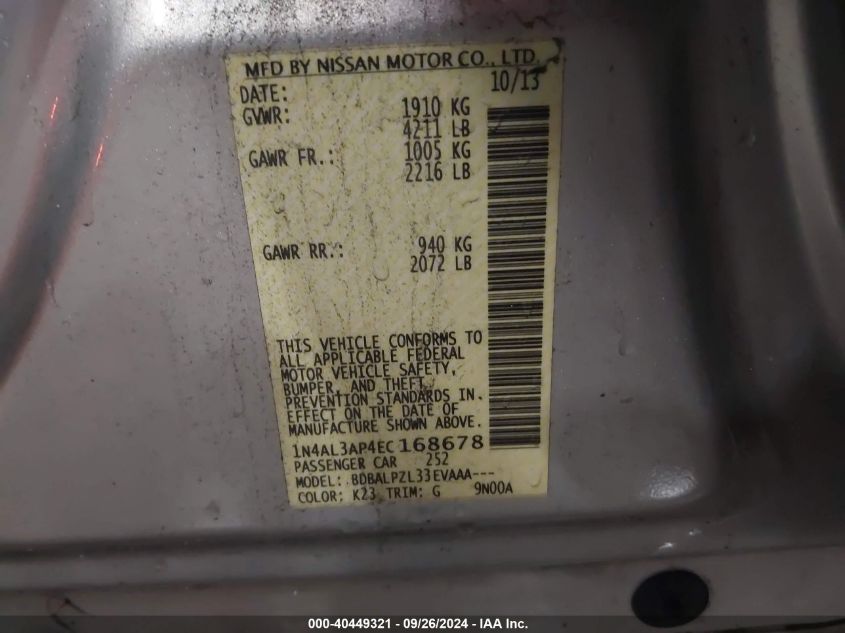 MFD BY NISSAN MOTOR CO., LTD.
DATE: 10/13
GVWR: 1910 KG
4211 LB
GAWR FR.: 1005 KG
2216 LB
GAWR RR.: 940 KG
2072 LB
THIS VEHICLE CONFORMS TO
ALL APPLICABLE FEDERAL
MOTOR VEHICLE SAFETY,
BUMPER, AND THEFT
PREVENTION STANDARDS IN
EFFECT ON THE DATE OF
MANUFACTURE SHOWN ABOVE.
1N4AL3AP4EC168678
PASSENGER CAR 252
MODEL: BDBALPZL33EVAAA---
COLOR: K23 TRIM: G 9N00A
000-40449321 - 09/26/2024 - IAA Inc.